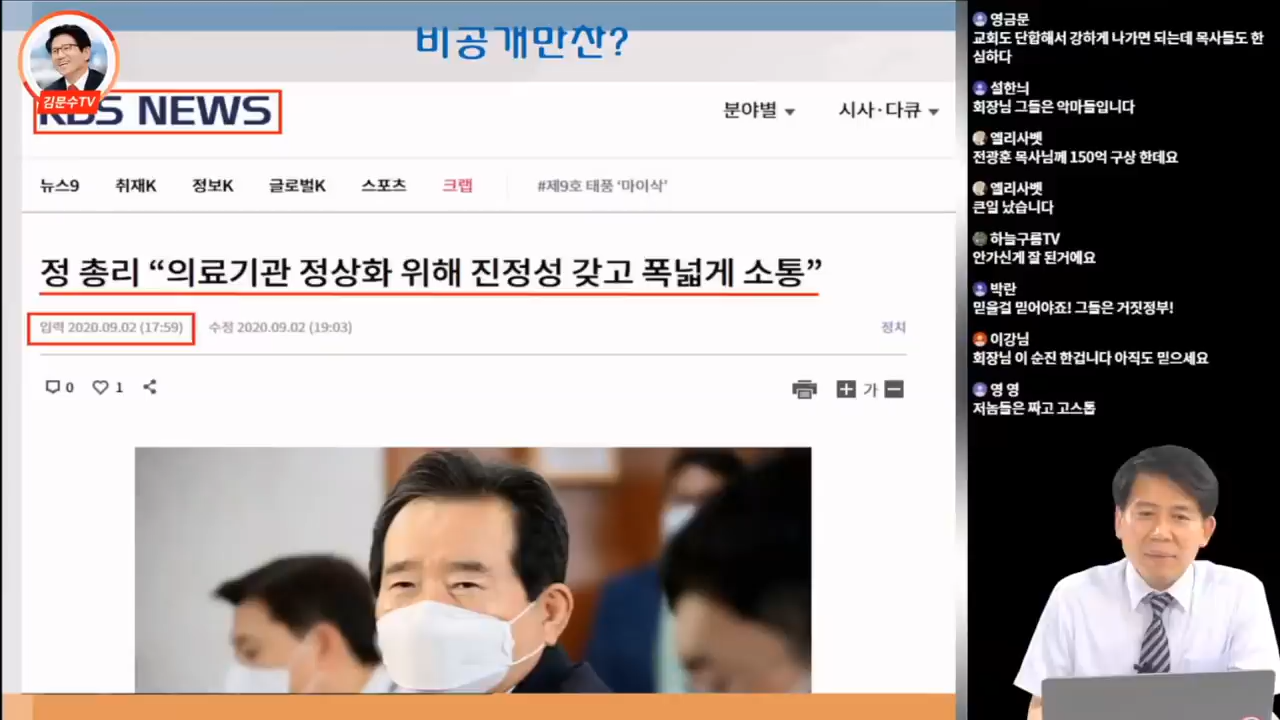 비공개만찬?
김문수TV
KBS NEWS
분야별
시사·다큐
뉴스9
취재K
정보K
글로벌K
스포츠
크랩
#제9호 태풍 ‘마이삭’
정 총리 “의료기관 정상화 위해 진정성 갖고 폭넓게 소통”
입력 2020.09.02 (17:59)
수정 2020.09.02 (19:03)
정치
0
1
가
영금문
교회도 단합해서 강하게 나가면 되는데 목사들도 한
심하다
설한늬
회장님 그들은 악마들입니다
엘리사벳
전광훈 목사님께 150억 구상 한데요
엘리사벳
큰일 났습니다
하늘구름TV
안가신게 잘 된거에요
박란
믿을걸 믿어야죠! 그들은 거짓정부!
이강님
회장님 이 순진 한겁니다 아직도 믿으세요
영 영
저놈들은 짜고 고스톱